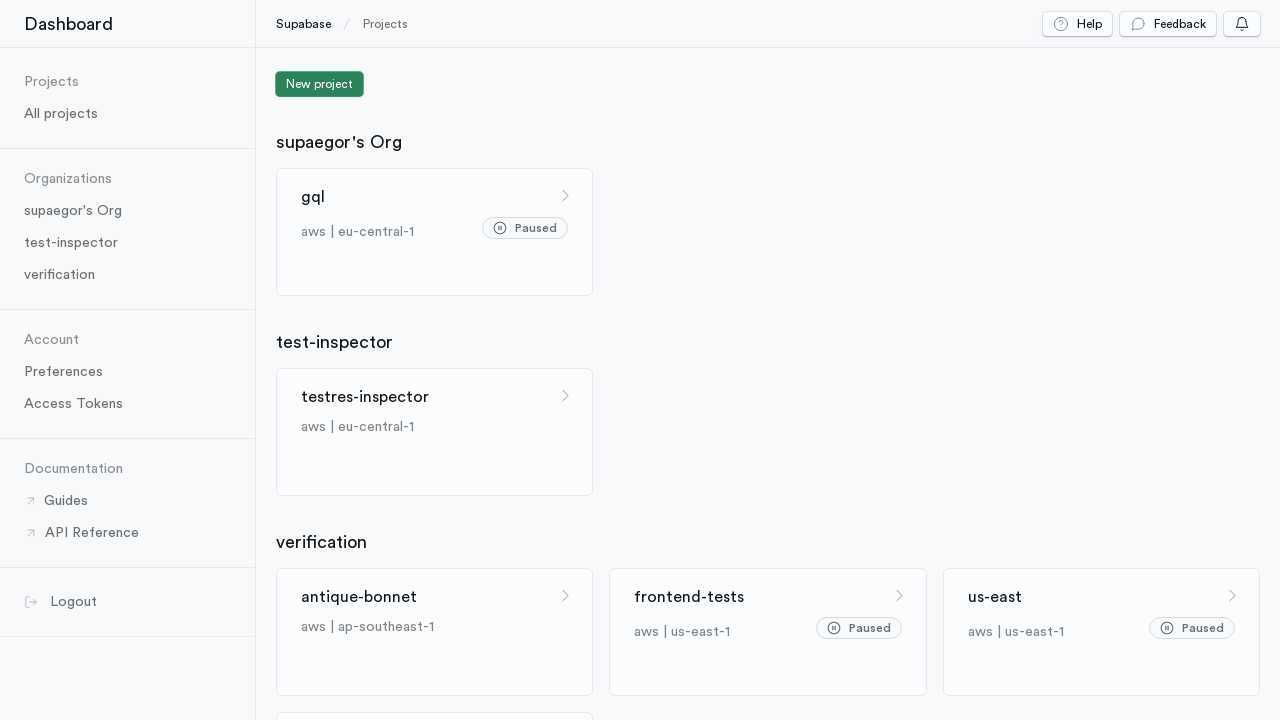 Dashboard
Supabase / Projects
Help
Feedback
Projects
All projects
Organizations
supaegor's Org
test-inspector
verification
Account
Preferences
Access Tokens
Documentation
Guides
API Reference
Logout
New project
supaegor's Org
gql
aws | eu-central-1
Paused
test-inspector
testres-inspector
aws | eu-central-1
verification
antique-bonnet
aws | ap-southeast-1
frontend-tests
aws | us-east-1
Paused
us-east
aws | us-east-1
Paused